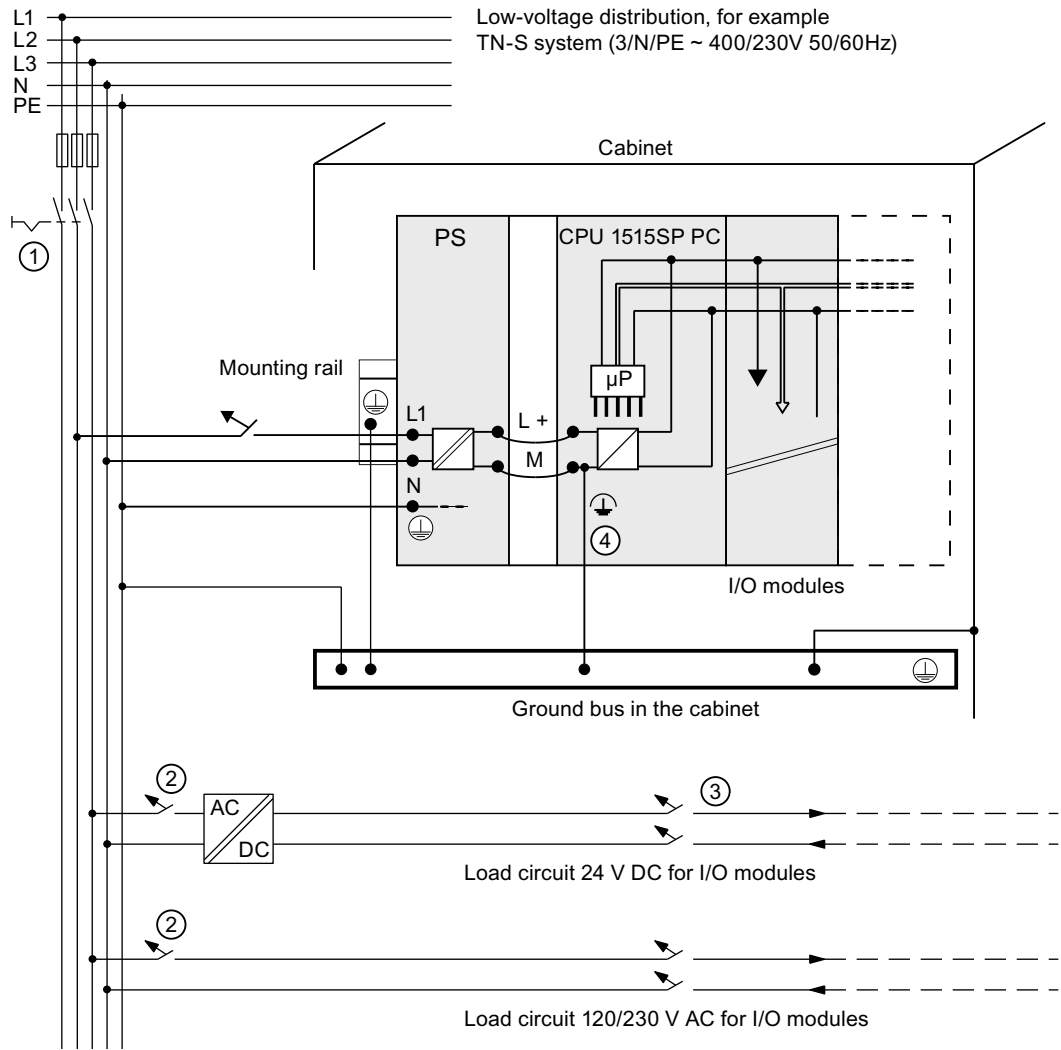 L1
L2
L3
N
PE
Low-voltage distribution, for example
TN-S system (3/N/PE ~ 400/230V 50/60Hz)
Cabinet
1
PS
CPU 1515SP PC
Mounting rail
µP
L1
L +
M
N
4
I/O modules
Ground bus in the cabinet
2
3
AC
DC
Load circuit 24 V DC for I/O modules
2
Load circuit 120/230 V AC for I/O modules